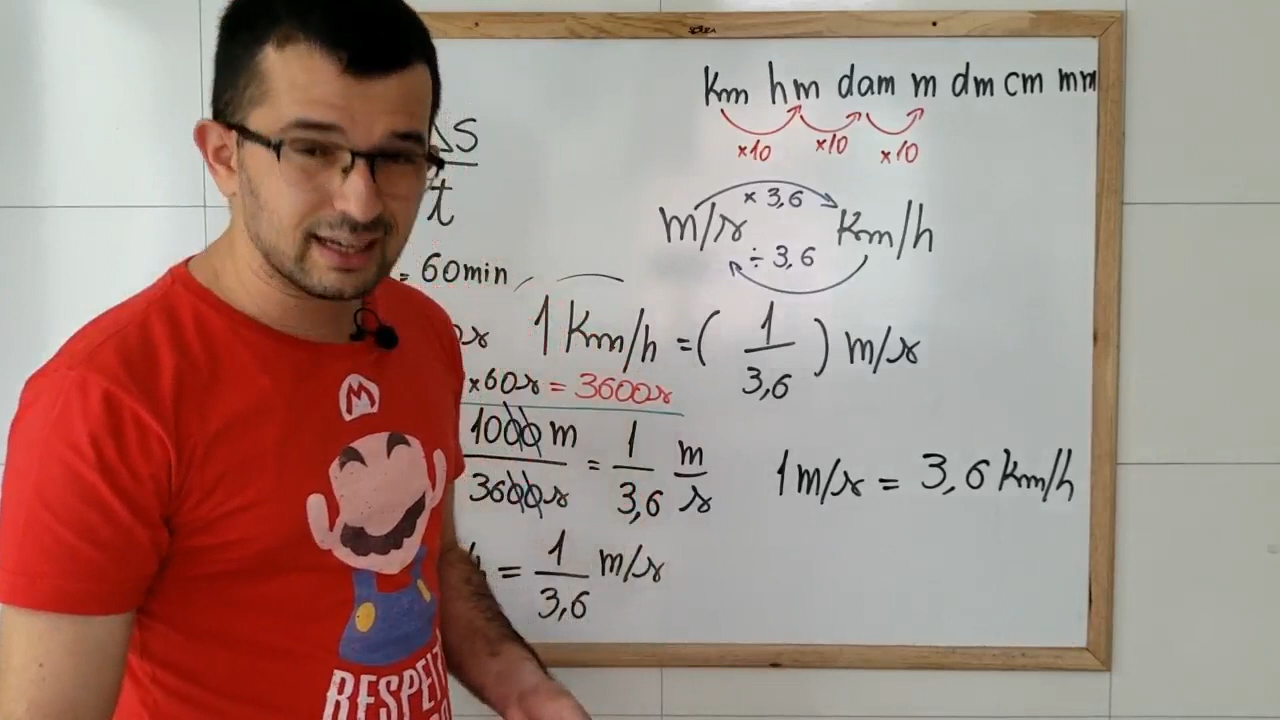 Km hm dam m dm cm mm
×10 ×10 ×10
ΔS
t
× 3,6
m/s Km/h
÷ 3,6
= 60min
1 Km/h = ( 1 / 3,6 ) m/s
×60s = 3600s
1000 m / 3600s = 1 / 3,6 m / s
1 m/s = 3,6 km/h
= 1 / 3,6 m/s
M